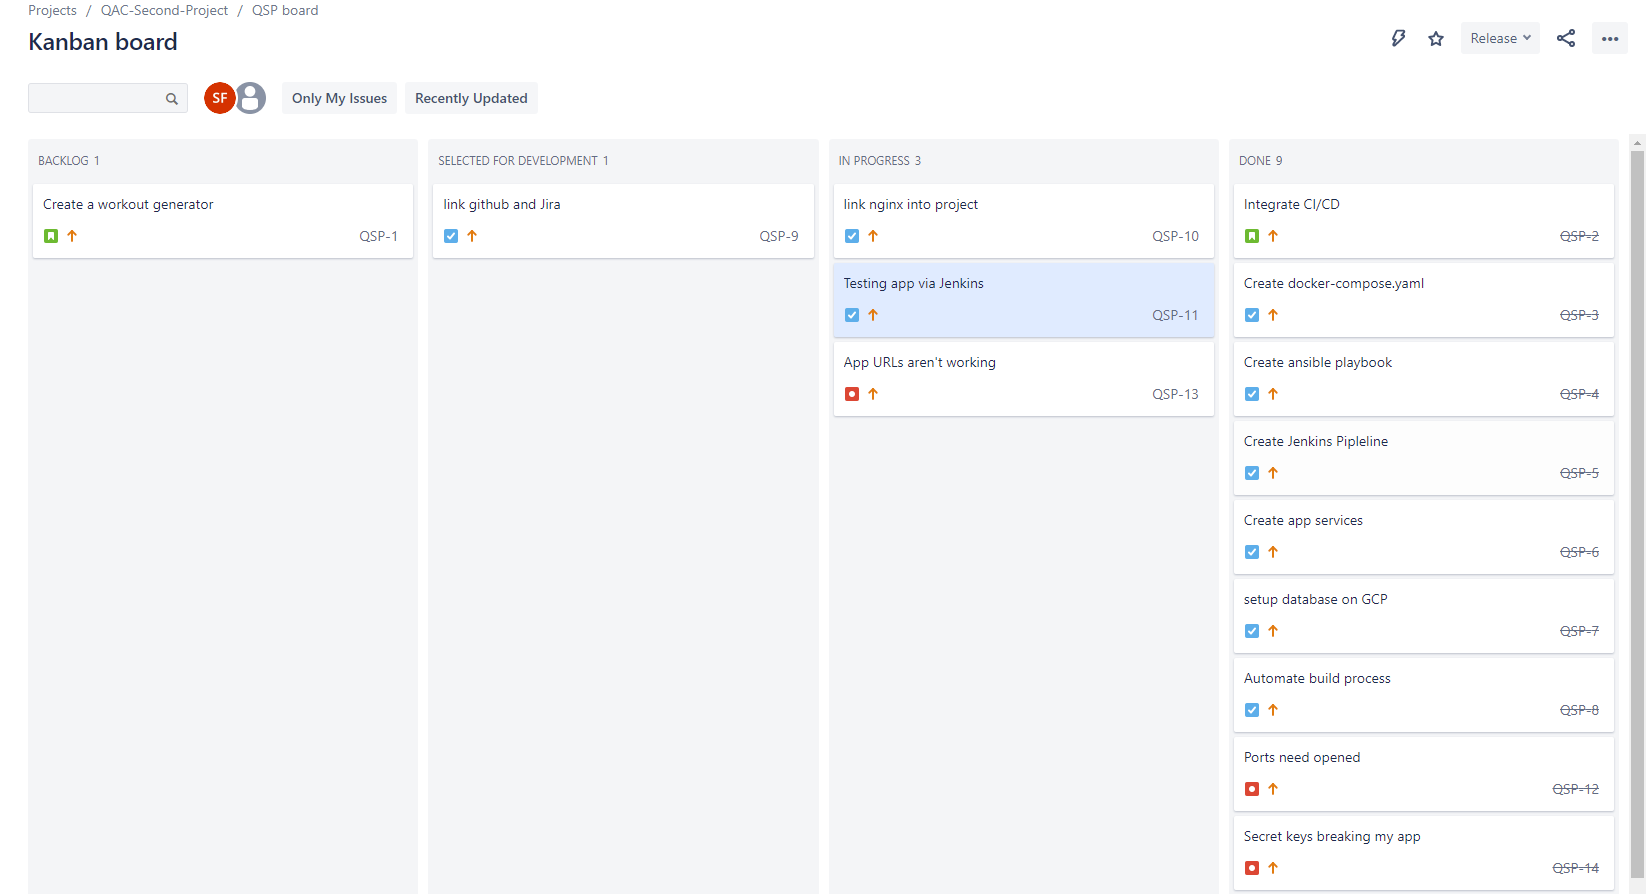 Projects / QAC-Second-Project / QSP board
Kanban board
Release
SF
Only My Issues
Recently Updated
BACKLOG 1
Create a workout generator
QSP-1
SELECTED FOR DEVELOPMENT 1
link github and Jira
QSP-9
IN PROGRESS 3
link nginx into project
QSP-10
Testing app via Jenkins
QSP-11
App URLs aren't working
QSP-13
DONE 9
Integrate CI/CD
QSP-2
Create docker-compose.yaml
QSP-3
Create ansible playbook
QSP-4
Create Jenkins Pipleline
QSP-5
Create app services
QSP-6
setup database on GCP
QSP-7
Automate build process
QSP-8
Ports need opened
QSP-12
Secret keys breaking my app
QSP-14